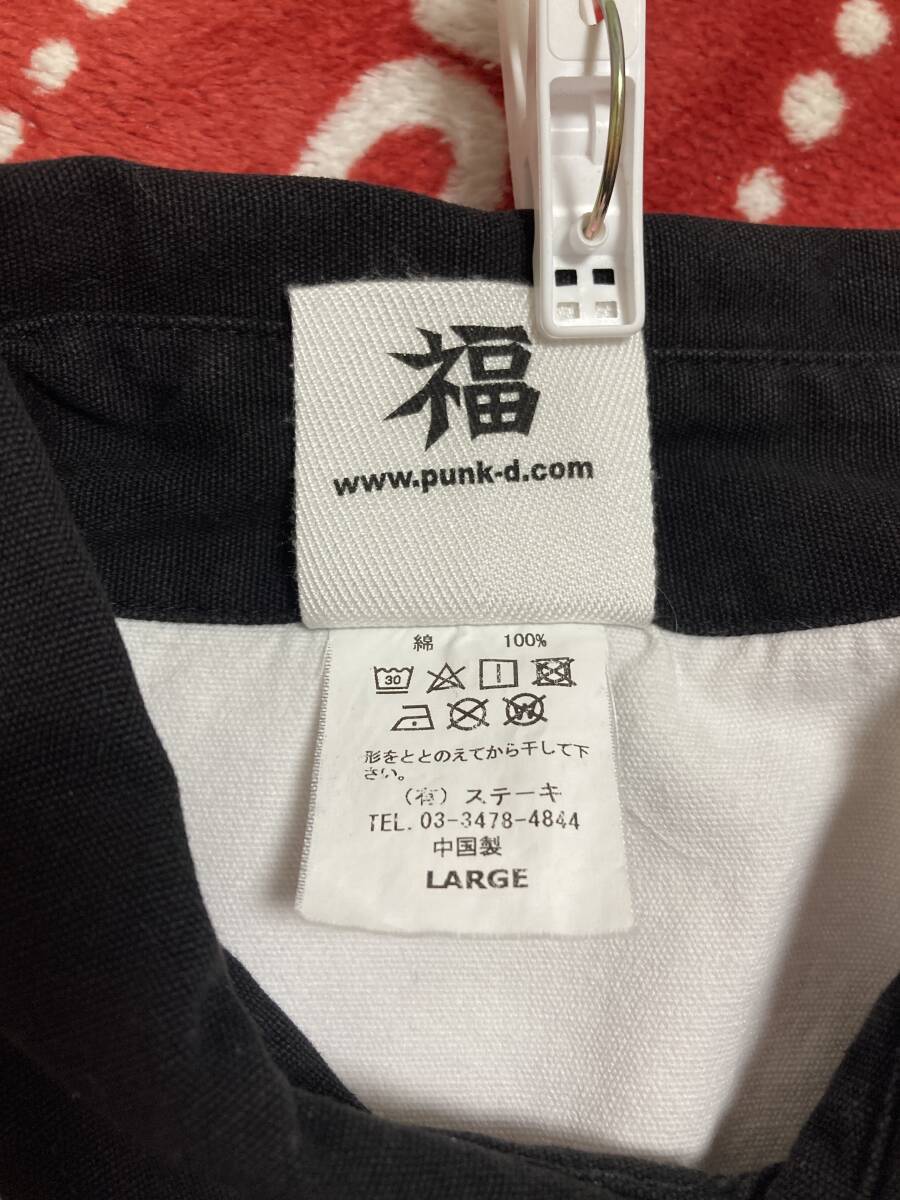 福
www.punk-d.com
綿 100%
30
形をととのえてから干して下
さい。
(有) ステーキ
TEL. 03-3478-4844
中国製
LARGE